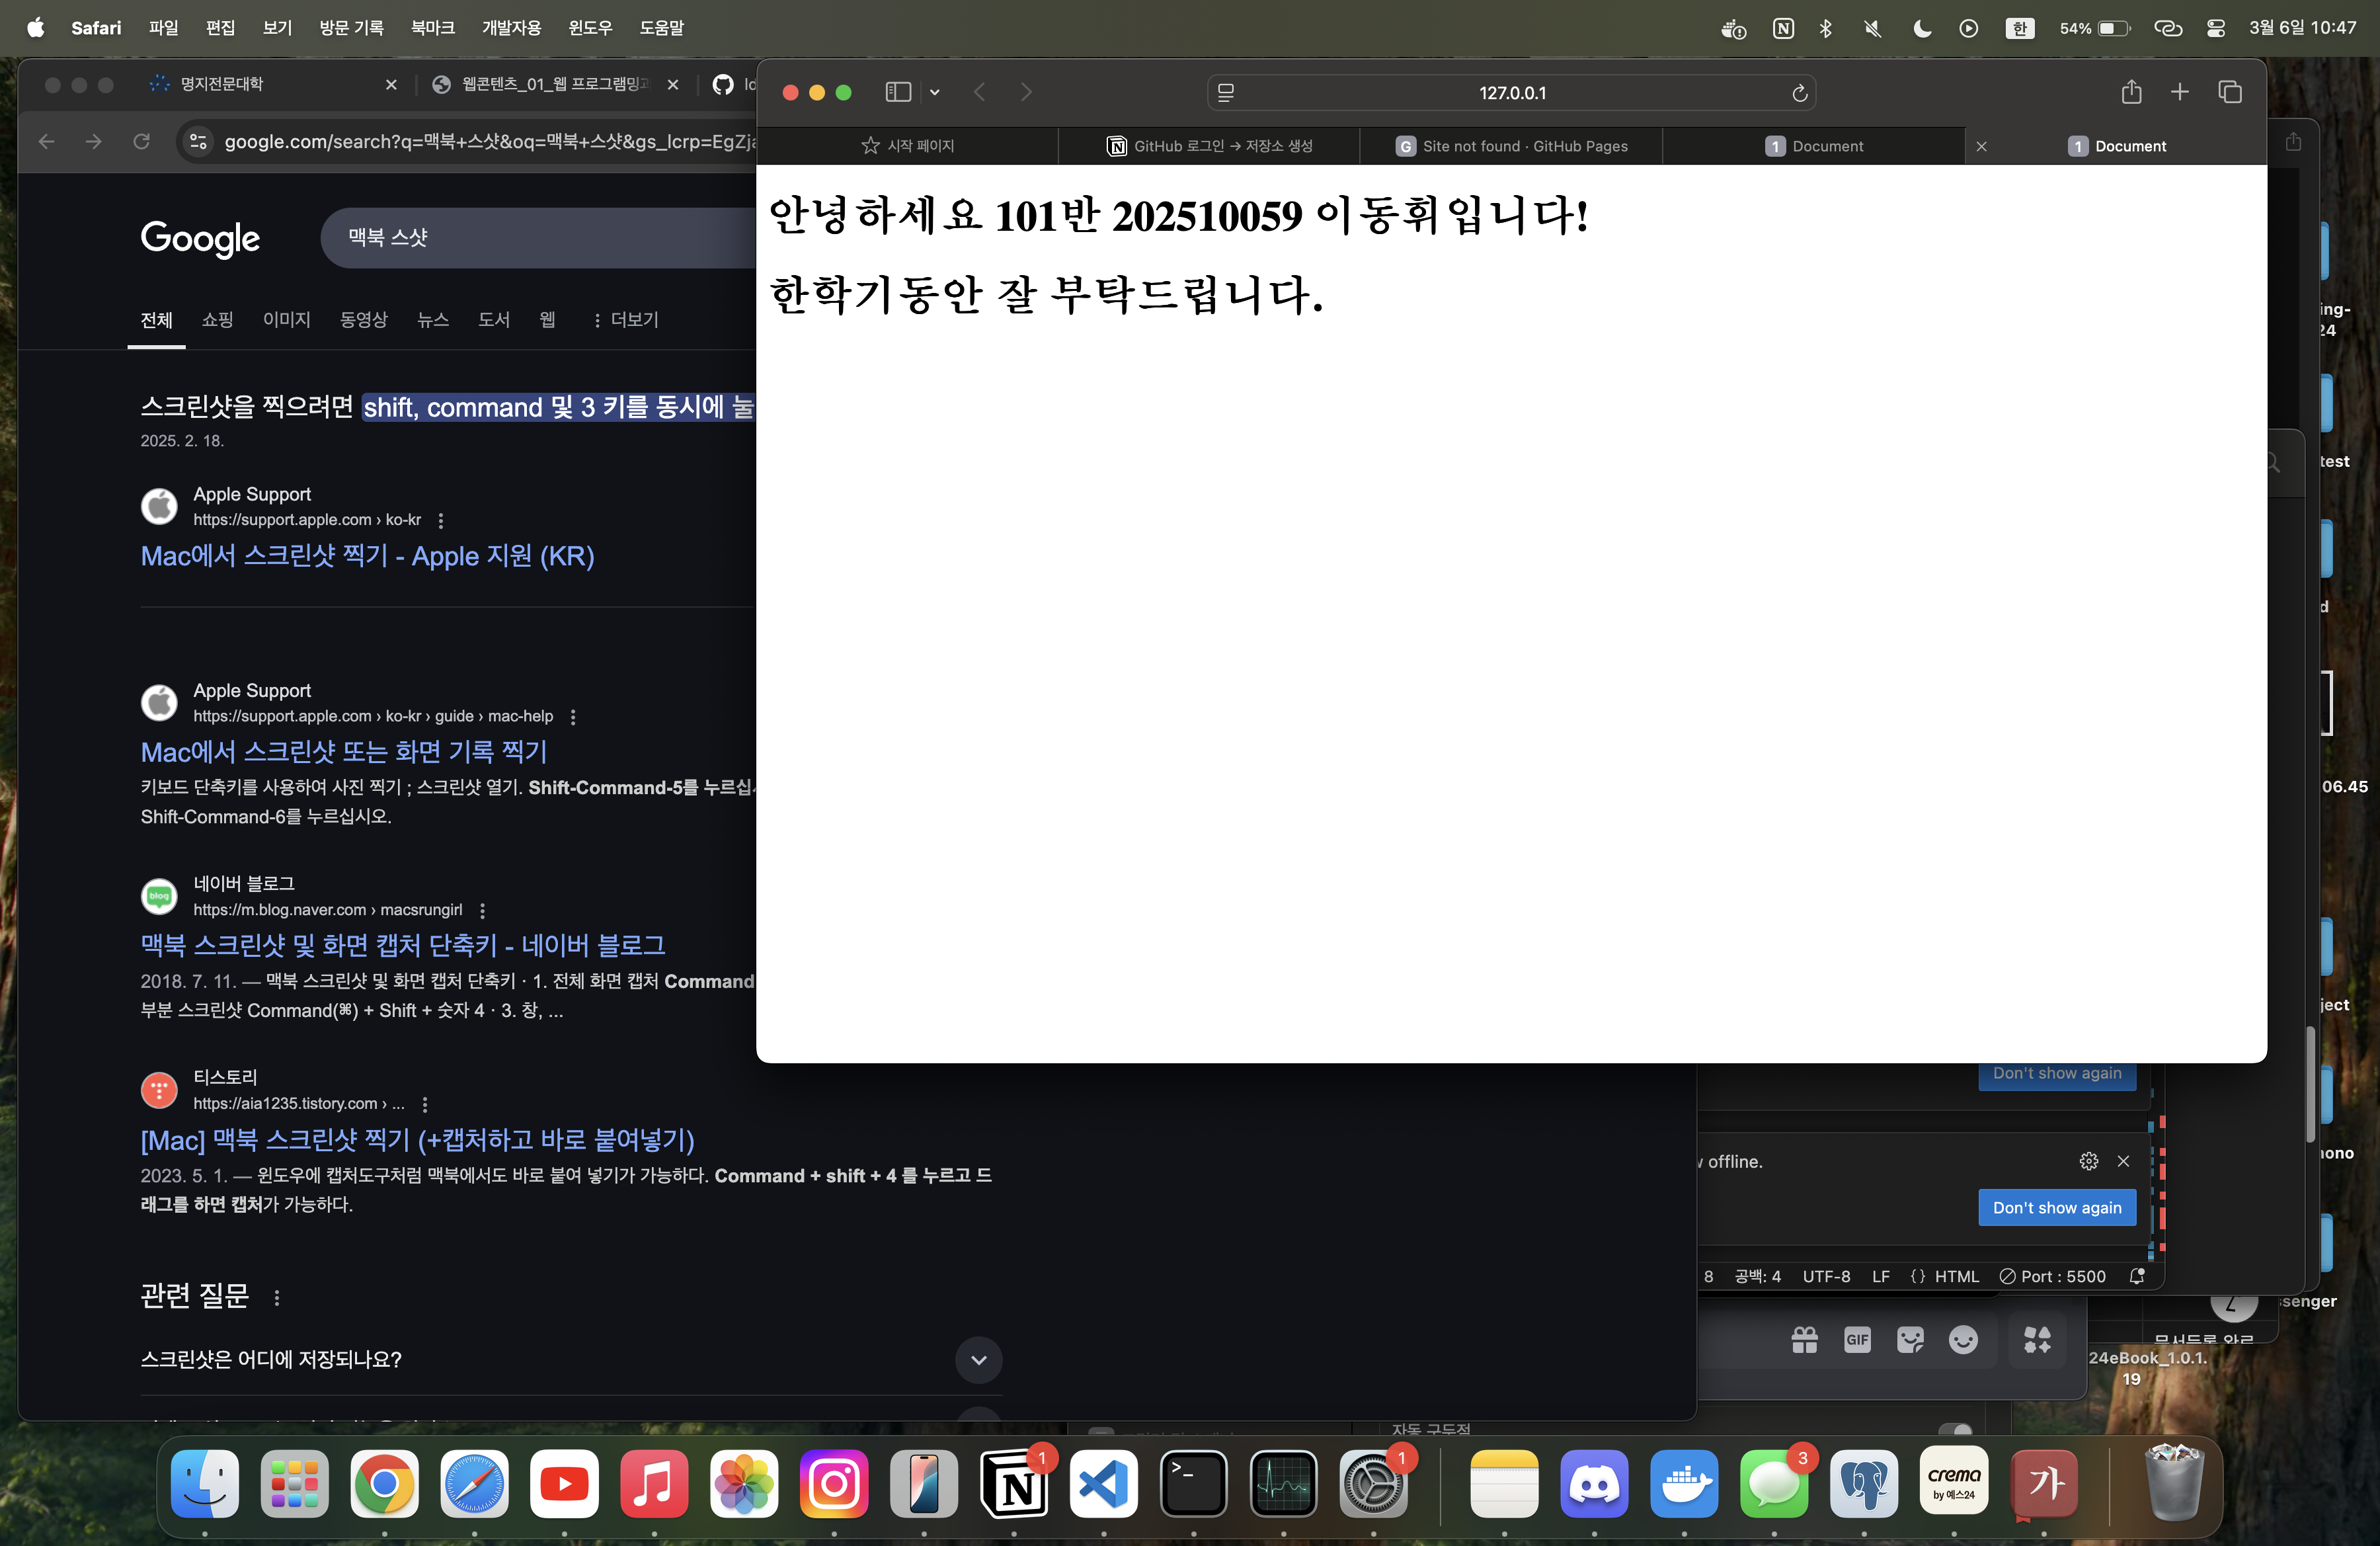 Safari 파일 편집 보기 방문 기록 북마크 개발자용 윈도우 도움말
한 54% 3월 6일 10:47
명지전문대학
웹콘텐츠_01_웹 프로그래밍
google.com/search?q=맥북+스샷&oq=맥북+스샷&gs_lcrp=EgZj
Google
맥북 스샷
전체 쇼핑 이미지 동영상 뉴스 도서 웹 더보기
스크린샷을 찍으려면 shift, command 및 3 키를 동시에 눌
2025. 2. 18.
Apple Support
https://support.apple.com › ko-kr
Mac에서 스크린샷 찍기 - Apple 지원 (KR)
Apple Support
https://support.apple.com › ko-kr › guide › mac-help
Mac에서 스크린샷 또는 화면 기록 찍기
키보드 단축키를 사용하여 사진 찍기 ; 스크린샷 열기. Shift-Command-5를 누르십
Shift-Command-6를 누르십시오.
blog
네이버 블로그
https://m.blog.naver.com › macsrungirl
맥북 스크린샷 및 화면 캡처 단축키 - 네이버 블로그
2018. 7. 11. — 맥북 스크린샷 및 화면 캡처 단축키 · 1. 전체 화면 캡처 Command
부분 스크린샷 Command(⌘) + Shift + 숫자 4 · 3. 창, ...
티스토리
https://aia1235.tistory.com › ...
[Mac] 맥북 스크린샷 찍기 (+캡처하고 바로 붙여넣기)
2023. 5. 1. — 윈도우에 캡처도구처럼 맥북에서도 바로 붙여 넣기가 가능하다. Command + shift + 4 를 누르고 드
래그를 하면 캡처가 가능하다.
관련 질문
스크린샷은 어디에 저장되나요?
127.0.0.1
시작 페이지
GitHub 로그인 → 저장소 생성
G Site not found · GitHub Pages
1 Document
1 Document
안녕하세요 101반 202510059 이동휘입니다!
한학기동안 잘 부탁드립니다.
ing-
24
test
d
06.45
ject
nono
senger
24eBook_1.0.1.
19
Don't show again
offline.
Don't show again
8 공백: 4 UTF-8 LF {} HTML Port : 5500
GIF
문서등록 완료
자동 구두점
1
1
3
crema
by 예스24
가